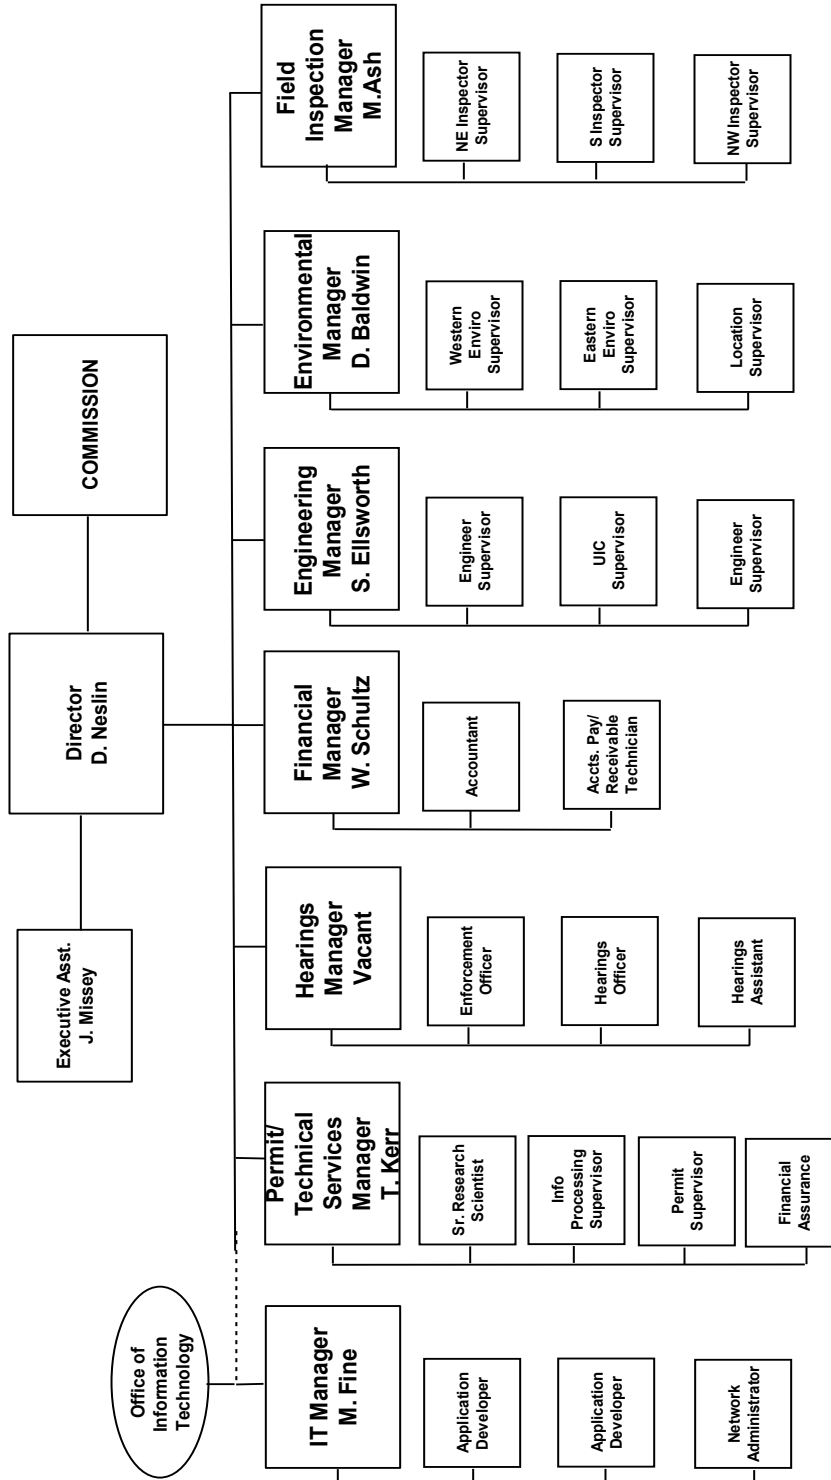 COMMISSION
Director
D. Neslin
Executive Asst.
J. Missey
Office of
Information
Technology
IT Manager
M. Fine
Application
Developer
Application
Developer
Network
Administrator
Permit/
Technical
Services
Manager
T. Kerr
Sr. Research
Scientist
Info
Processing
Supervisor
Permit
Supervisor
Financial
Assurance
Hearings
Manager
Vacant
Enforcement
Officer
Hearings
Officer
Hearings
Assistant
Financial
Manager
W. Schultz
Accountant
Accts. Pay/
Receivable
Technician
Engineering
Manager
S. Ellsworth
Engineer
Supervisor
UIC
Supervisor
Engineer
Supervisor
Environmental
Manager
D. Baldwin
Western
Enviro
Supervisor
Eastern
Enviro
Supervisor
Location
Supervisor
Field
Inspection
Manager
M.Ash
NE Inspector
Supervisor
S Inspector
Supervisor
NW Inspector
Supervisor